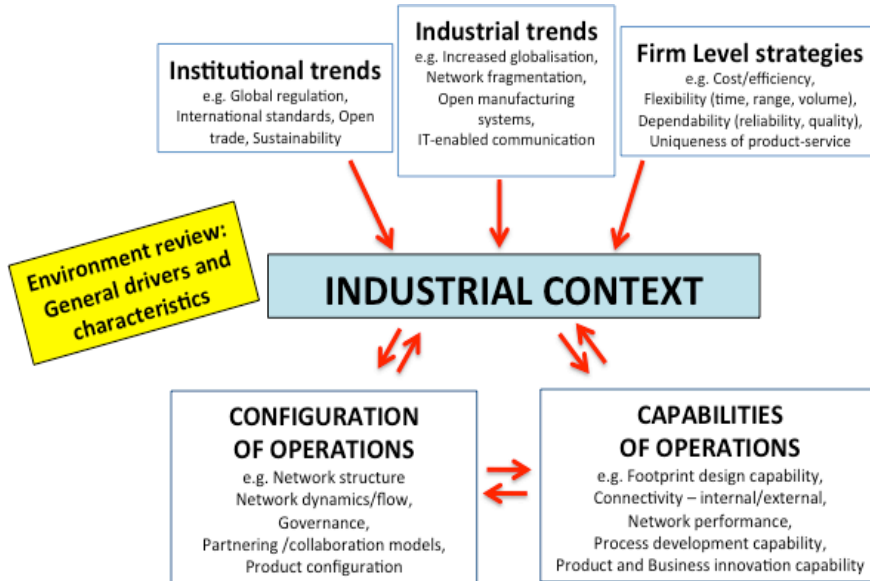 Institutional trends
e.g. Global regulation,
International standards, Open
trade, Sustainability
Industrial trends
e.g. Increased globalisation,
Network fragmentation,
Open manufacturing
systems,
IT-enabled communication
Firm Level strategies
e.g. Cost/efficiency,
Flexibility (time, range, volume),
Dependability (reliability, quality),
Uniqueness of product-service
Environment review:
General drivers and
characteristics
INDUSTRIAL CONTEXT
CONFIGURATION
OF OPERATIONS
e.g. Network structure
Network dynamics/flow,
Governance,
Partnering /collaboration models,
Product configuration
CAPABILITIES
OF OPERATIONS
e.g. Footprint design capability,
Connectivity – internal/external,
Network performance,
Process development capability,
Product and Business innovation capability